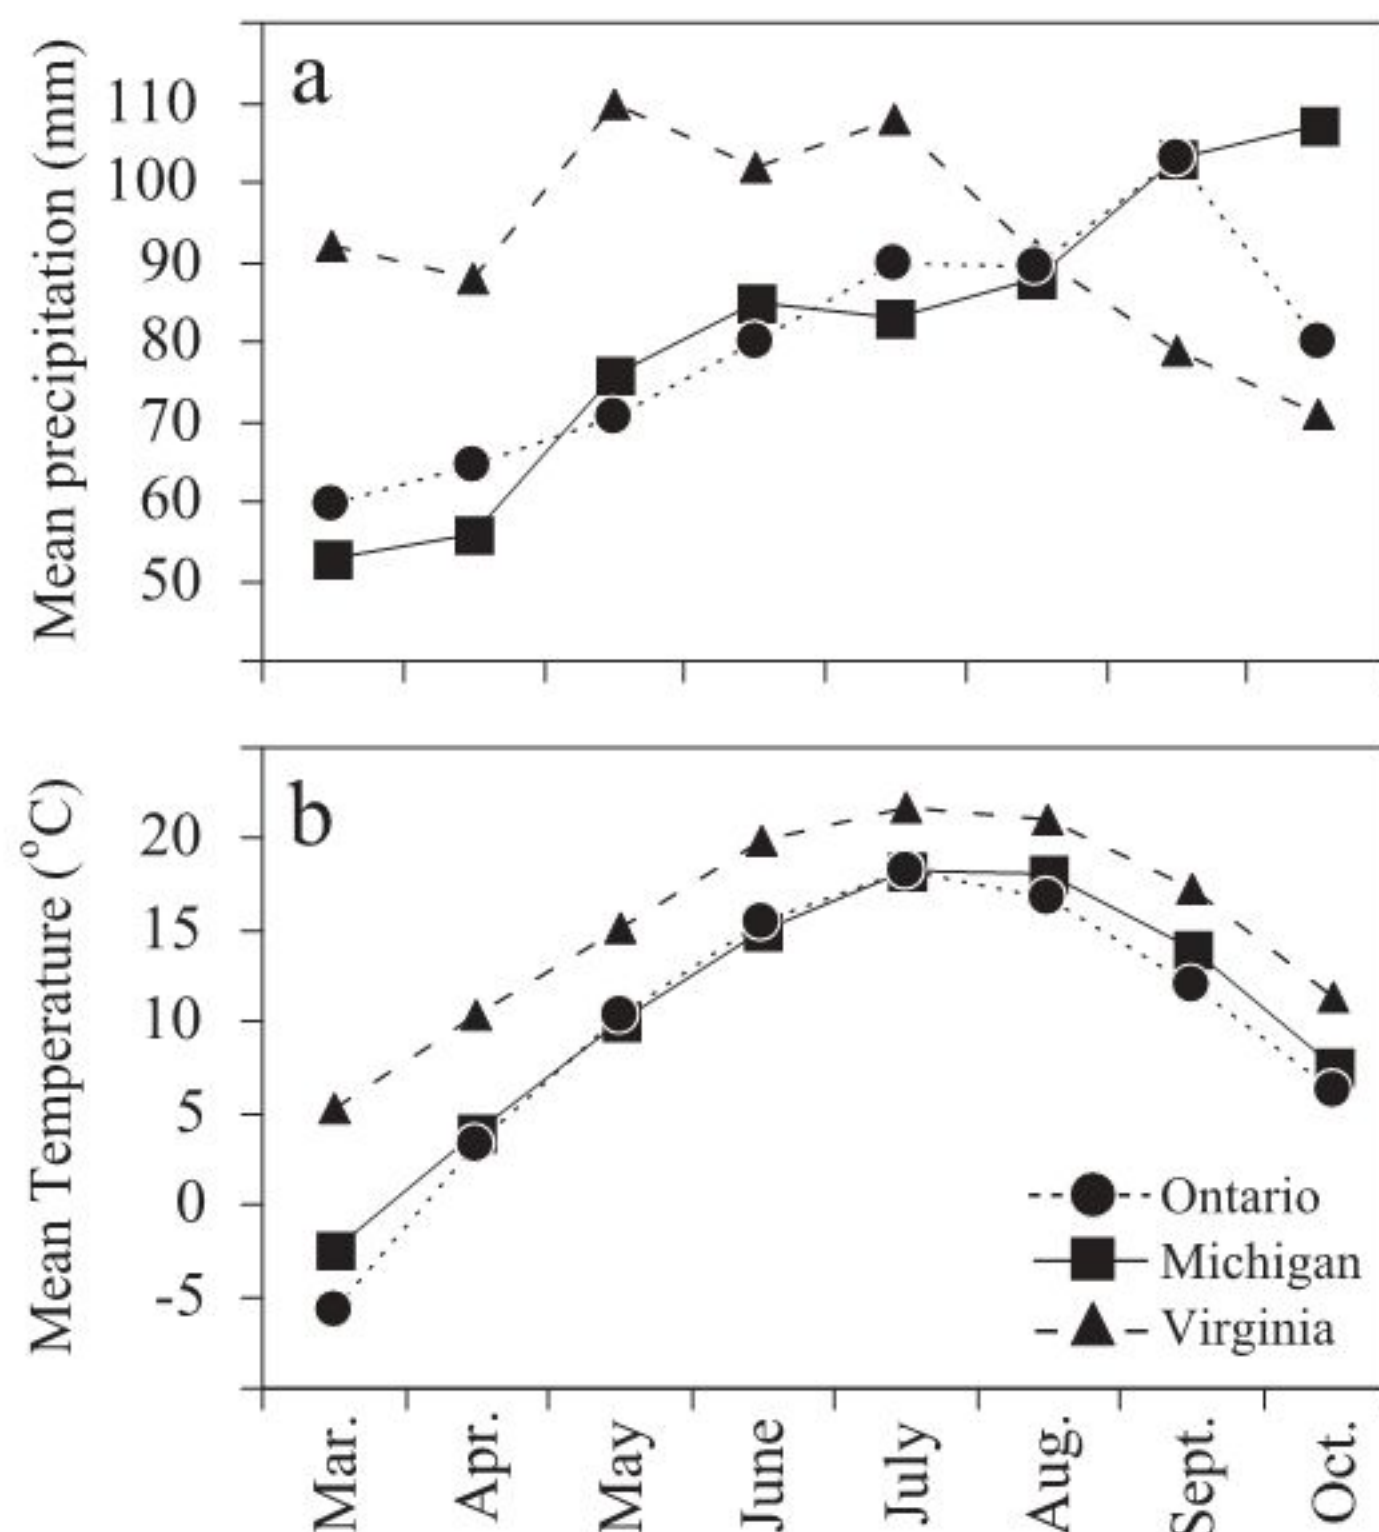 a
Mean precipitation (mm)
110
100
90
80
70
60
50
b
Mean Temperature (°C)
20
15
10
5
0
-5
Ontario
Michigan
Virginia
Mar.
Apr.
May
June
July
Aug.
Sept.
Oct.